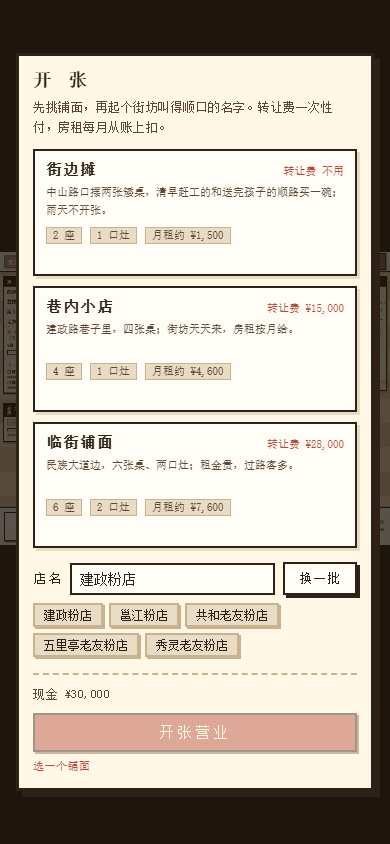 开 张
先挑铺面，再起个街坊叫得顺口的名字。转让费一次性
付，房租每月从账上扣。
街边摊 转让费 不用
中山路口摆两张矮桌，清早赶工的和送完孩子的顺路买一碗；
雨天不开张。
2 座 1 口灶 月租约 ¥1,500
巷内小店 转让费 ¥15,000
建政路巷子里，四张桌；街坊天天来，房租按月给。
4 座 1 口灶 月租约 ¥4,600
临街铺面 转让费 ¥28,000
民族大道边，六张桌、两口灶；租金贵，过路客多。
6 座 2 口灶 月租约 ¥7,600
店名 建政粉店 换一批
建政粉店 邕江粉店 共和老友粉店
五里亭老友粉店 秀灵老友粉店
现金 ¥30,000
开张营业
选一个铺面